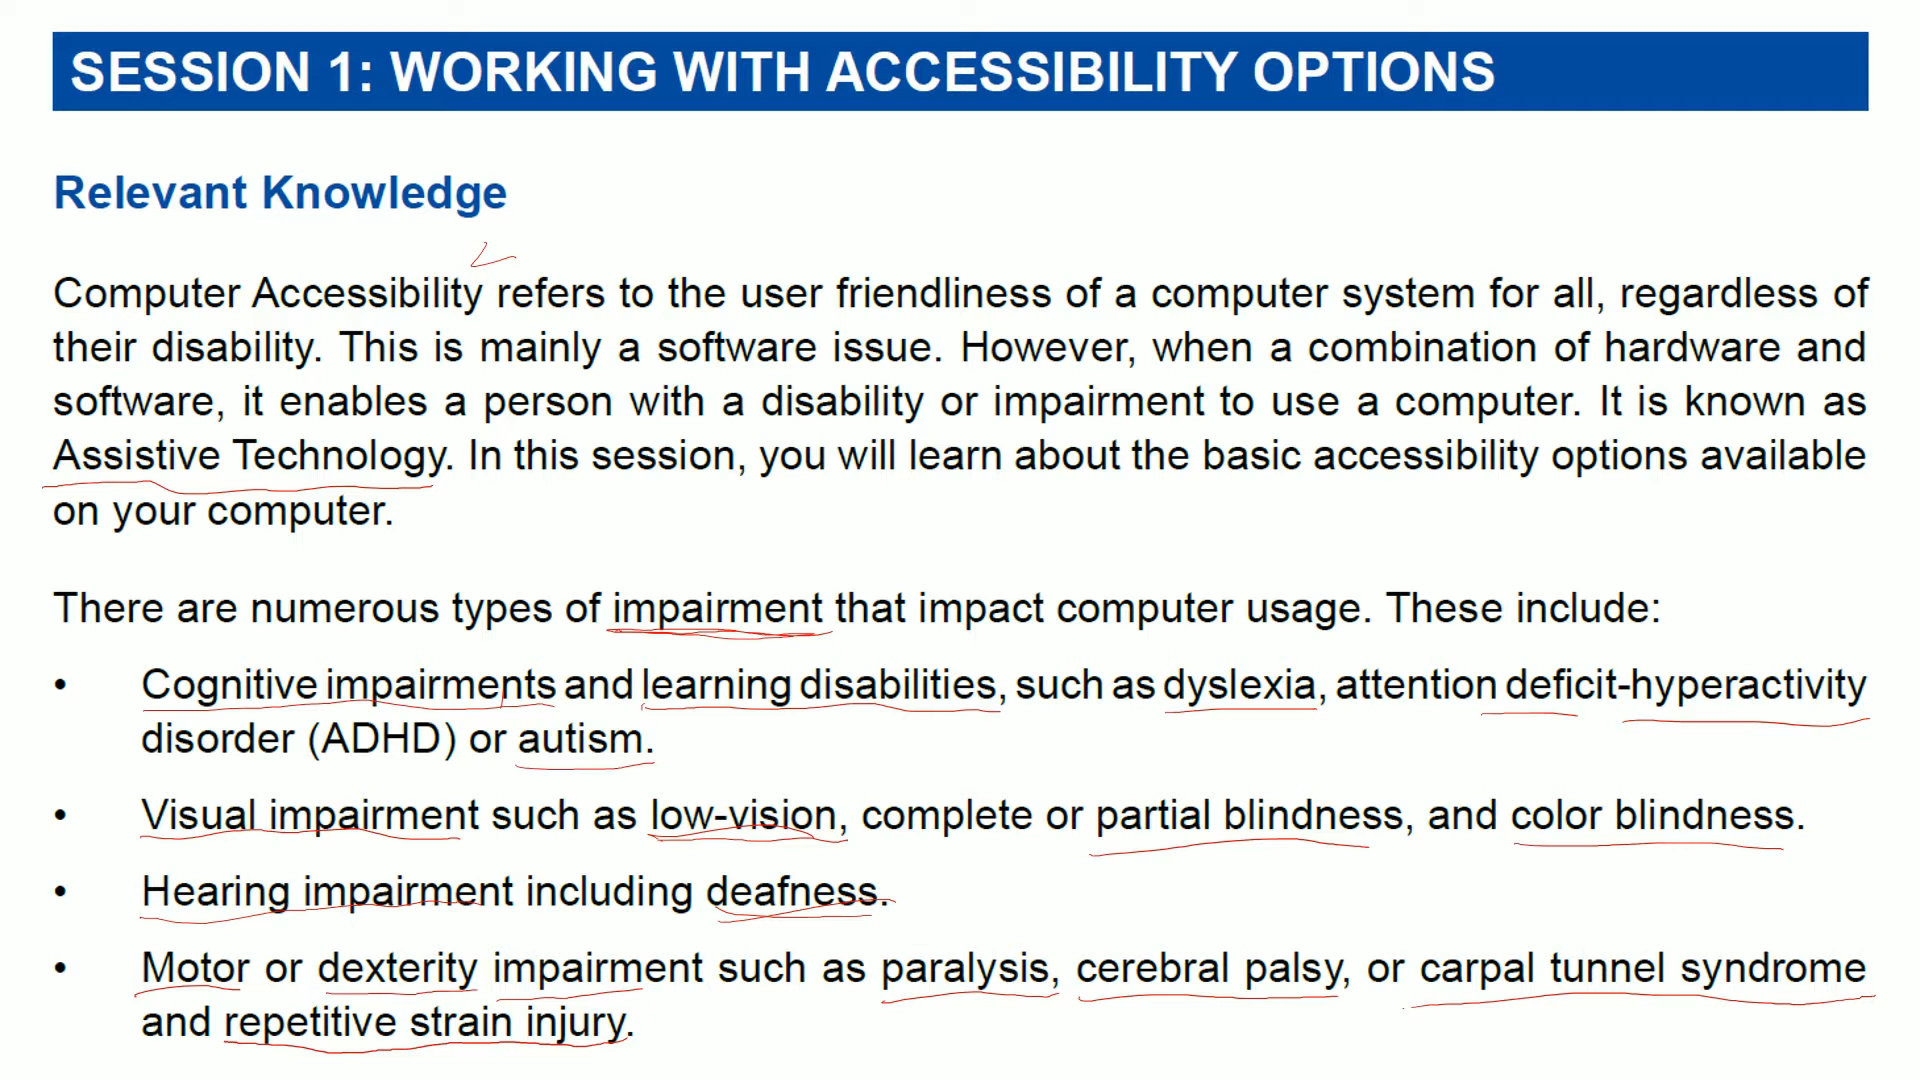 SESSION 1: WORKING WITH ACCESSIBILITY OPTIONS
Relevant Knowledge
Computer Accessibility refers to the user friendliness of a computer system for all, regardless of
their disability. This is mainly a software issue. However, when a combination of hardware and
software, it enables a person with a disability or impairment to use a computer. It is known as
Assistive Technology. In this session, you will learn about the basic accessibility options available
on your computer.
There are numerous types of impairment that impact computer usage. These include:
• Cognitive impairments and learning disabilities, such as dyslexia, attention deficit-hyperactivity
disorder (ADHD) or autism.
• Visual impairment such as low-vision, complete or partial blindness, and color blindness.
• Hearing impairment including deafness.
• Motor or dexterity impairment such as paralysis, cerebral palsy, or carpal tunnel syndrome
and repetitive strain injury.